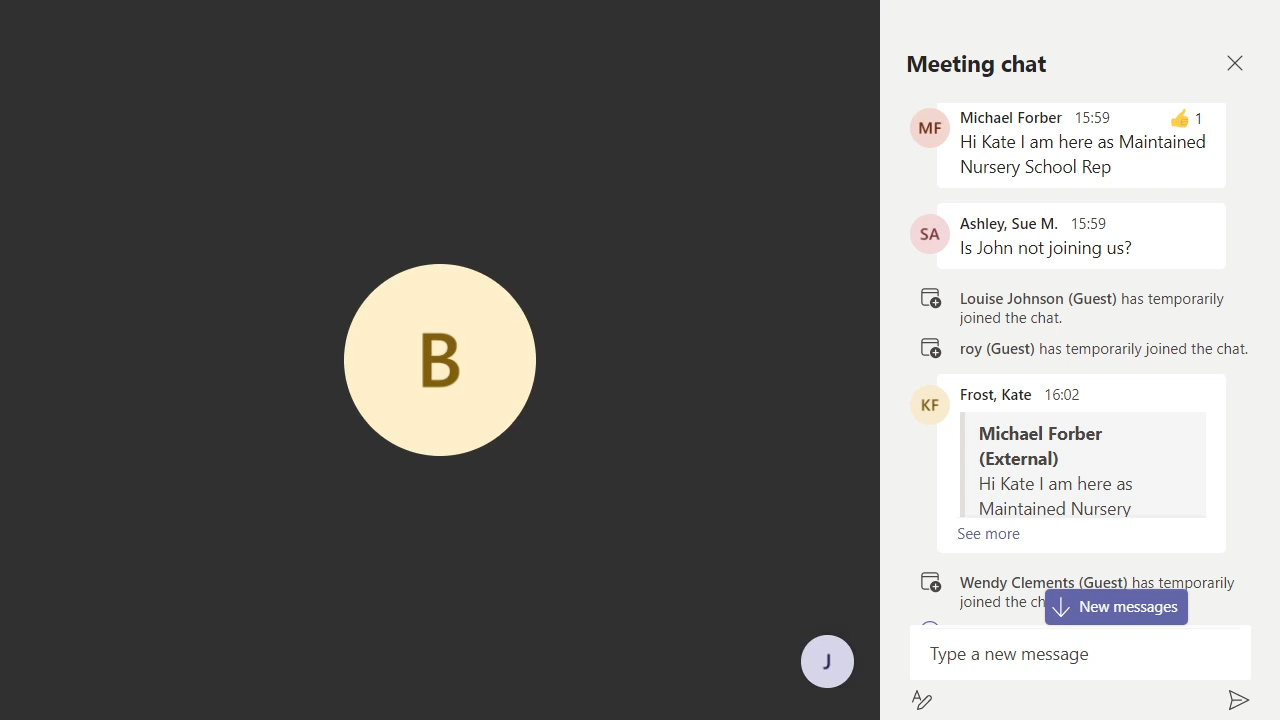 B
J
Meeting chat
MF
Michael Forber 15:59
👍 1
Hi Kate I am here as Maintained
Nursery School Rep
SA
Ashley, Sue M. 15:59
Is John not joining us?
Louise Johnson (Guest) has temporarily
joined the chat.
roy (Guest) has temporarily joined the chat.
KF
Frost, Kate 16:02
Michael Forber
(External)
Hi Kate I am here as
Maintained Nursery
See more
Wendy Clements (Guest) has temporarily
joined the ch
New messages
Type a new message